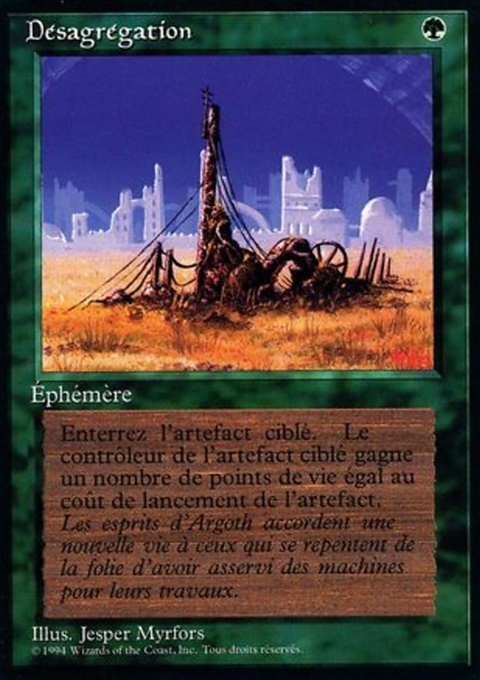 Désagrégation
Éphémère
Enterrez l'artefact ciblé. Le
contrôleur de l'artefact ciblé gagne
un nombre de points de vie égal au
coût de lancement de l'artefact.
Les esprits d'Argoth accordent une
nouvelle vie à ceux qui se repentent de
la folie d'avoir asservi des machines
pour leurs travaux.
Illus. Jesper Myrfors
© 1994 Wizards of the Coast, Inc. Tous droits réservés.